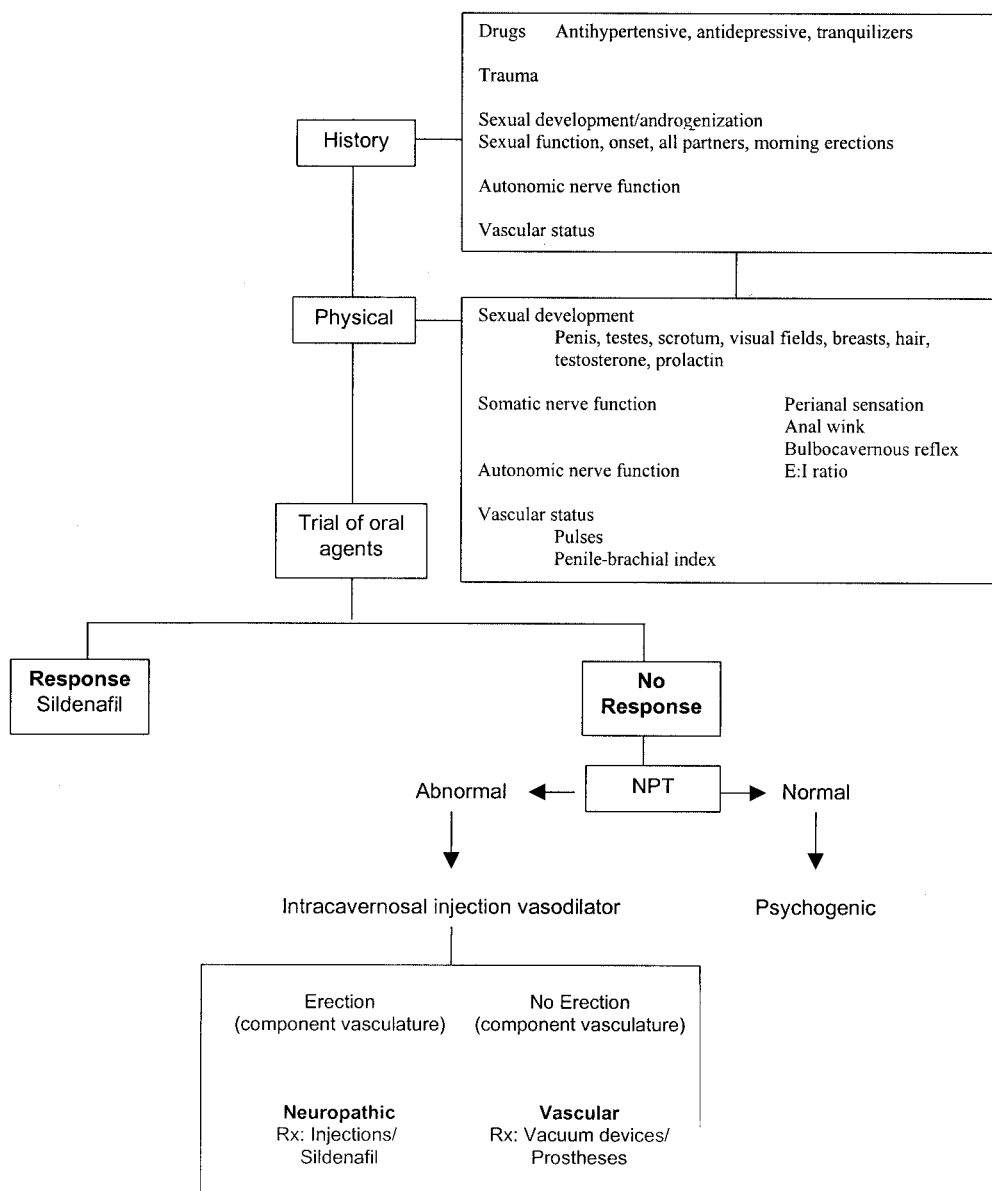 Drugs Antihypertensive, antidepressive, tranquilizers
Trauma
Sexual development/androgenization
History
Sexual function, onset, all partners, morning erections
Autonomic nerve function
Vascular status
Physical
Sexual development
Penis, testes, scrotum, visual fields, breasts, hair,
testosterone, prolactin
Somatic nerve function Perianal sensation
Anal wink
Bulbocavernous reflex
Autonomic nerve function E:I ratio
Trial of oral
agents
Vascular status
Pulses
Penile-brachial index
Response
Sildenafil
No
Response
Abnormal NPT Normal
Intracavernosal injection vasodilator Psychogenic
Erection
(component vasculature)
No Erection
(component vasculature)
Neuropathic
Rx: Injections/
Sildenafil
Vascular
Rx: Vacuum devices/
Prostheses